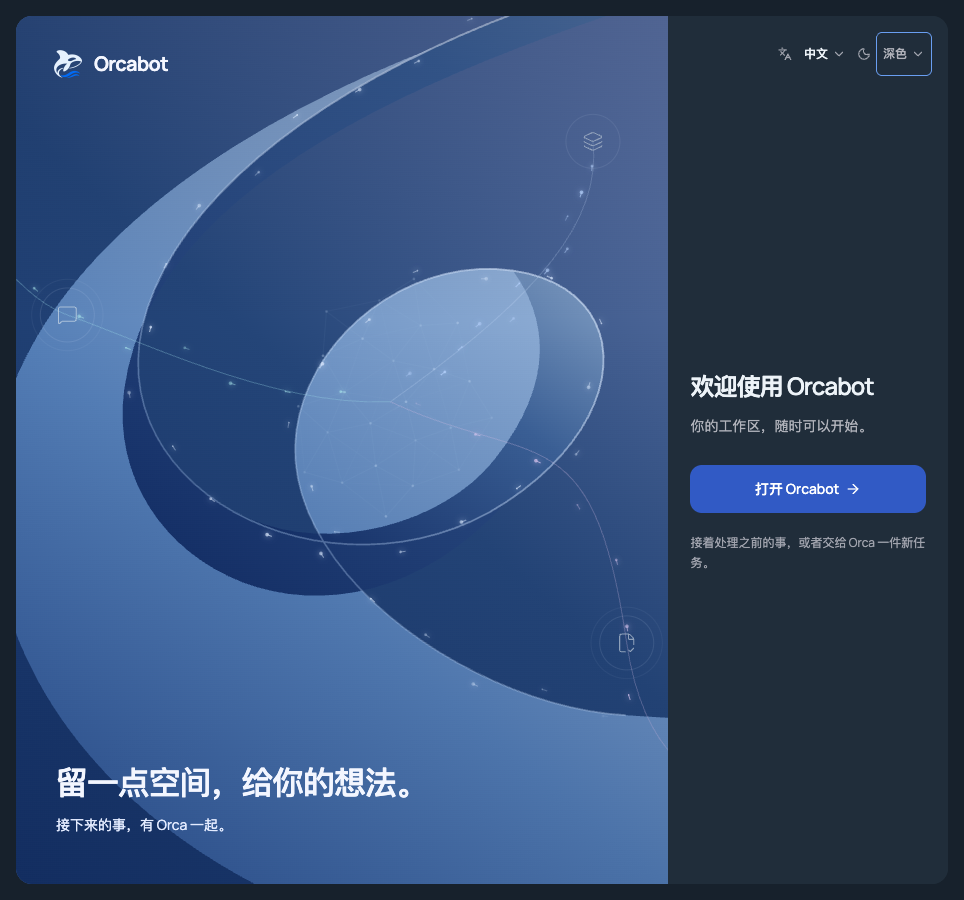 Orcabot
中文
深色
欢迎使用 Orcabot
你的工作区，随时可以开始。
打开 Orcabot →
接着处理之前的事，或者交给 Orca 一件新任
务。
留一点空间，给你的想法。
接下来的事，有 Orca 一起。